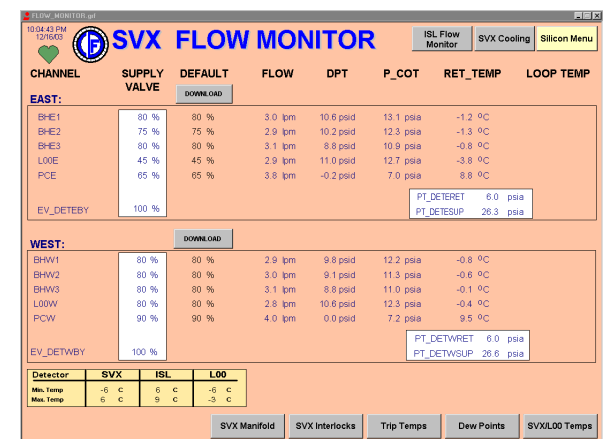 FLOW_MONITOR.gif
10:04:43 PM
12/16/03
SVX FLOW MONITOR
ISL Flow Monitor
SVX Cooling
Silicon Menu
CHANNEL SUPPLY VALVE DEFAULT FLOW DPT P_COT RET_TEMP LOOP TEMP
DOWNLOAD
EAST:
BHE1 80 % 80 % 3.0 lpm 10.6 psid 13.1 psia -1.2 ºC
BHE2 75 % 75 % 2.9 lpm 10.2 psid 12.3 psia -1.3 ºC
BHE3 80 % 80 % 3.1 lpm 8.8 psid 10.9 psia -0.8 ºC
L00E 45 % 45 % 2.9 lpm 11.0 psid 12.7 psia -3.8 ºC
PCE 65 % 65 % 3.8 lpm -0.2 psid 7.0 psia 8.8 ºC
PT_DETERET 6.0 psia
EV_DETEBY 100 %
PT_DETESUP 26.3 psia
DOWNLOAD
WEST:
BHW1 80 % 80 % 2.9 lpm 9.8 psid 12.2 psia -0.8 ºC
BHW2 80 % 80 % 3.0 lpm 9.1 psid 11.3 psia -0.6 ºC
BHW3 80 % 80 % 3.1 lpm 8.8 psid 11.0 psia -0.1 ºC
L00W 80 % 80 % 2.8 lpm 10.6 psid 12.3 psia -0.4 ºC
PCW 90 % 90 % 4.0 lpm 0.0 psid 7.2 psia 9.5 ºC
PT_DETWRET 6.0 psia
EV_DETWBY 100 %
PT_DETWSUP 26.6 psia
Detector SVX ISL L00
Min. Temp -6 C 6 C -6 C
Max. Temp 6 C 9 C -3 C
SVX Manifold SVX Interlocks Trip Temps Dew Points SVX/L00 Temps